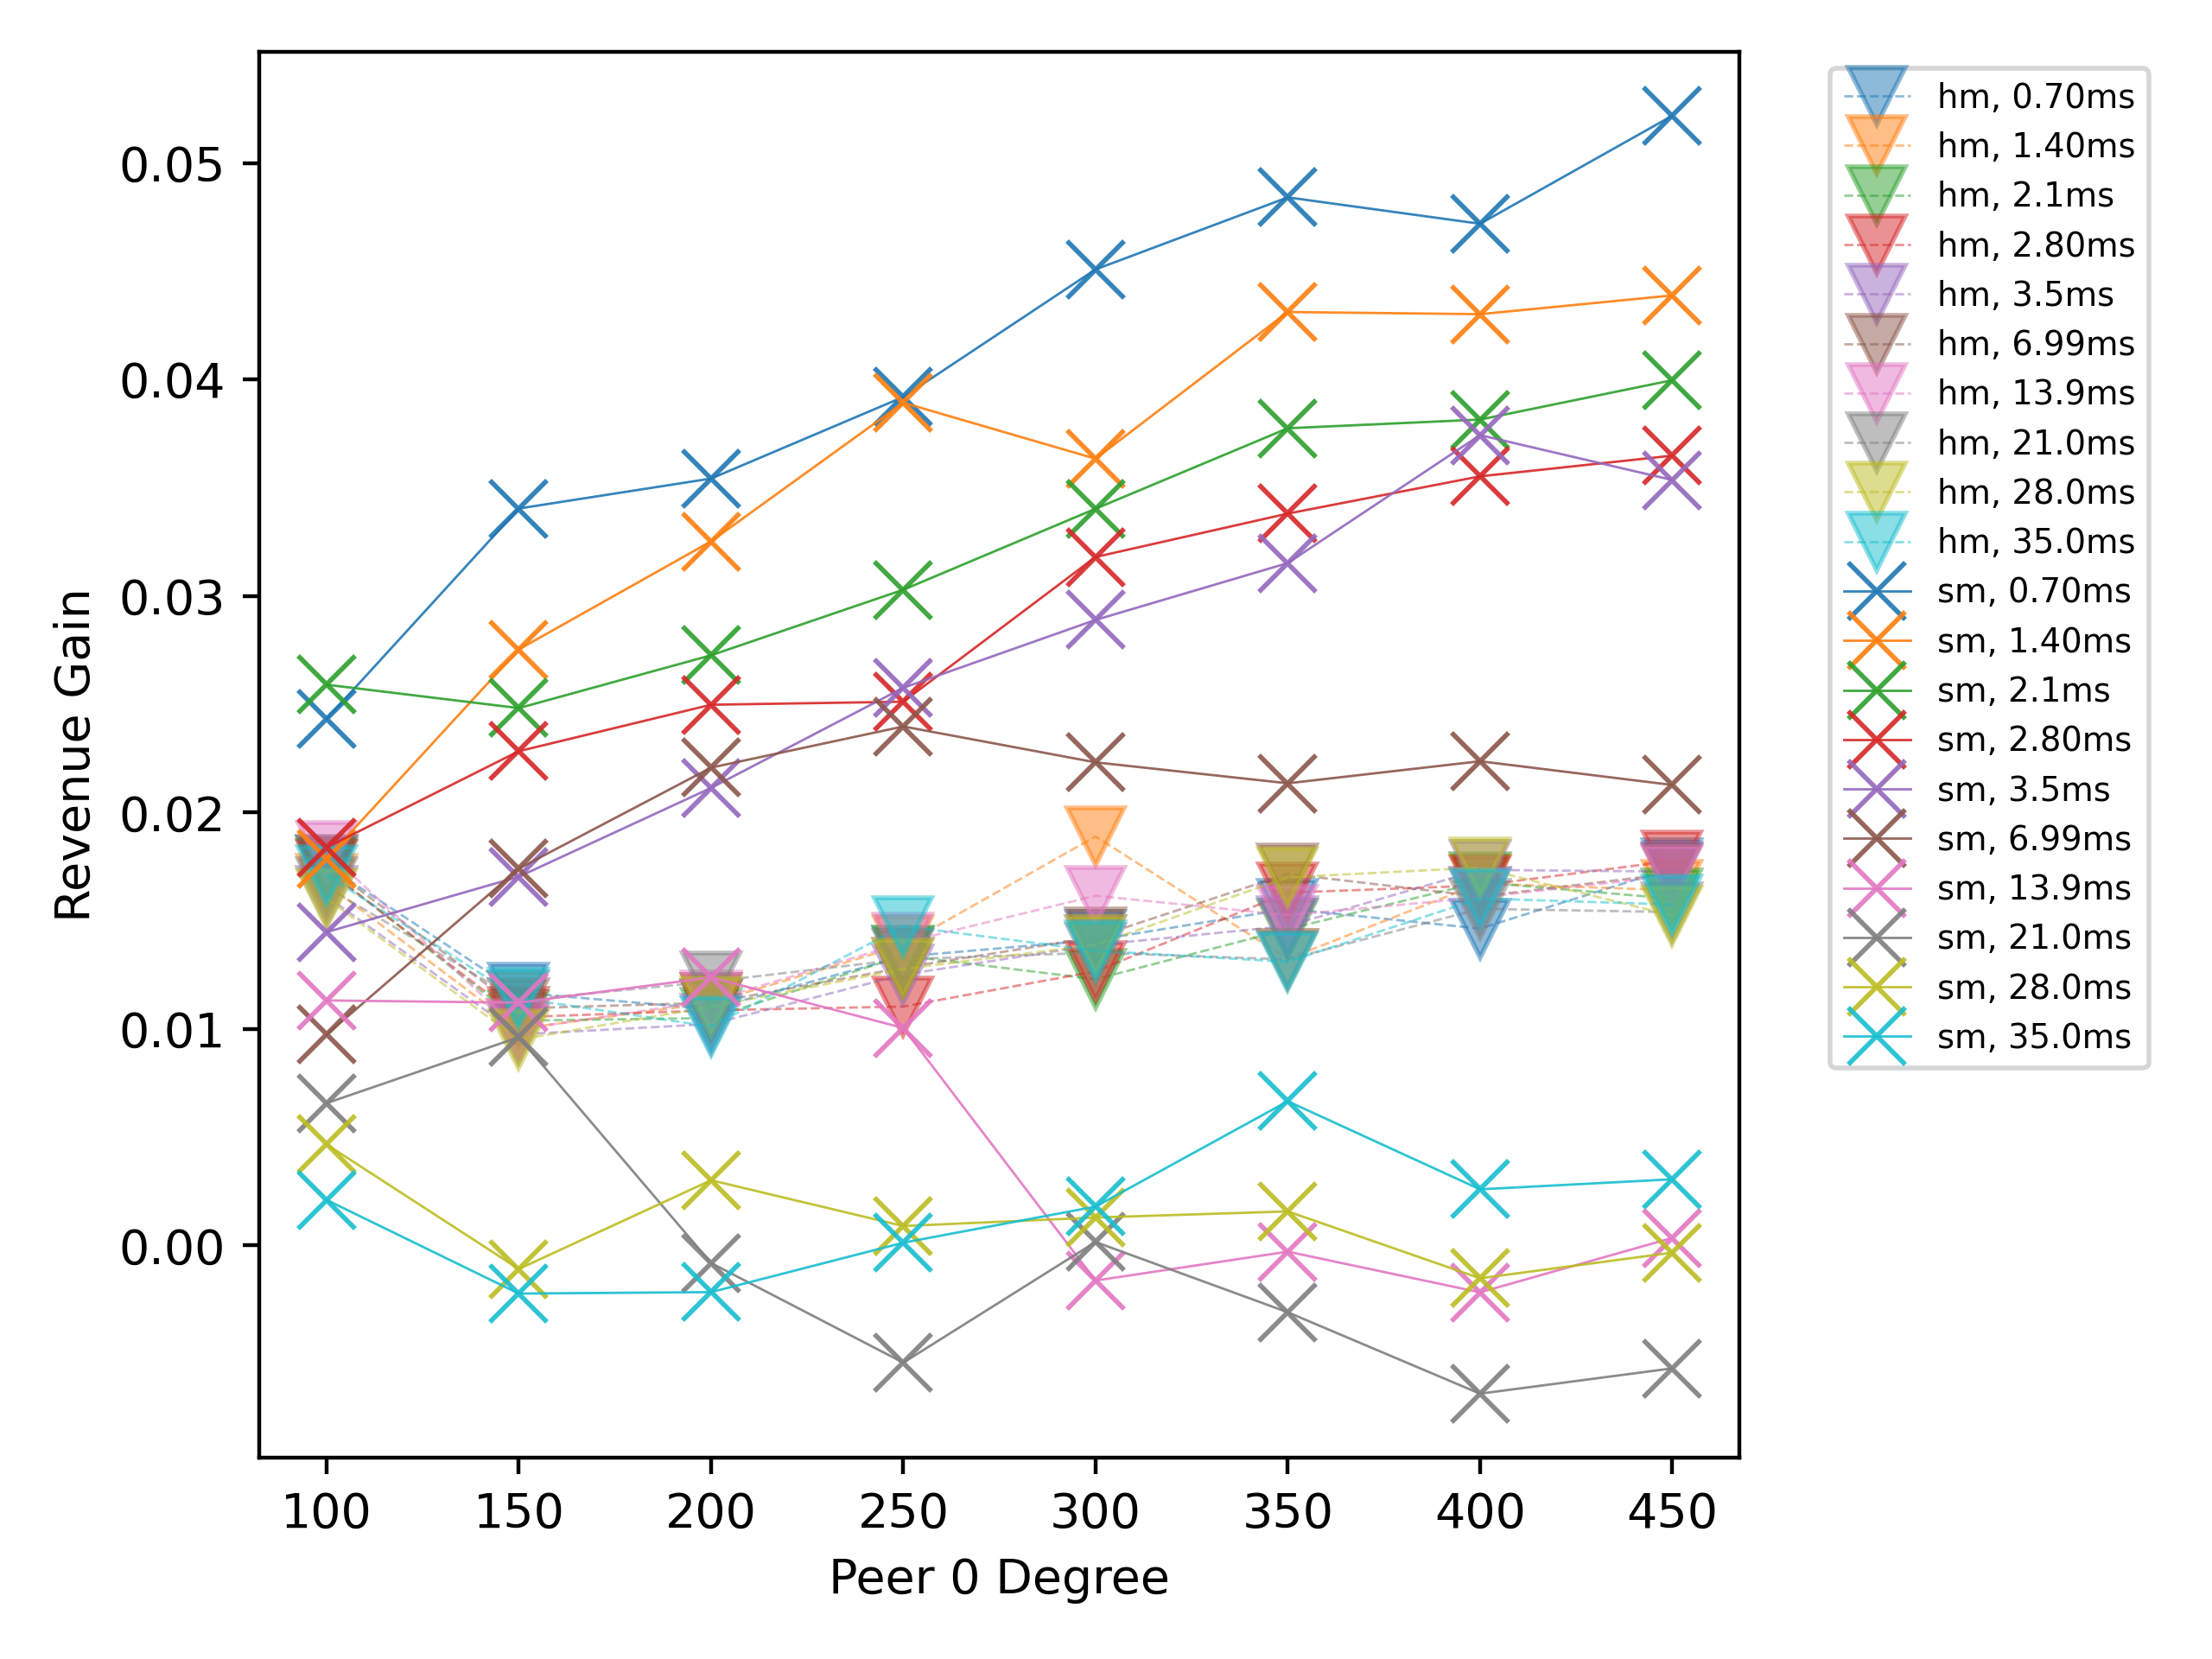 0.05
0.04
0.03
0.02
0.01
0.00
Revenue Gain
100 150 200 250 300 350 400 450
Peer 0 Degree
hm, 0.70ms
hm, 1.40ms
hm, 2.1ms
hm, 2.80ms
hm, 3.5ms
hm, 6.99ms
hm, 13.9ms
hm, 21.0ms
hm, 28.0ms
hm, 35.0ms
sm, 0.70ms
sm, 1.40ms
sm, 2.1ms
sm, 2.80ms
sm, 3.5ms
sm, 6.99ms
sm, 13.9ms
sm, 21.0ms
sm, 28.0ms
sm, 35.0ms